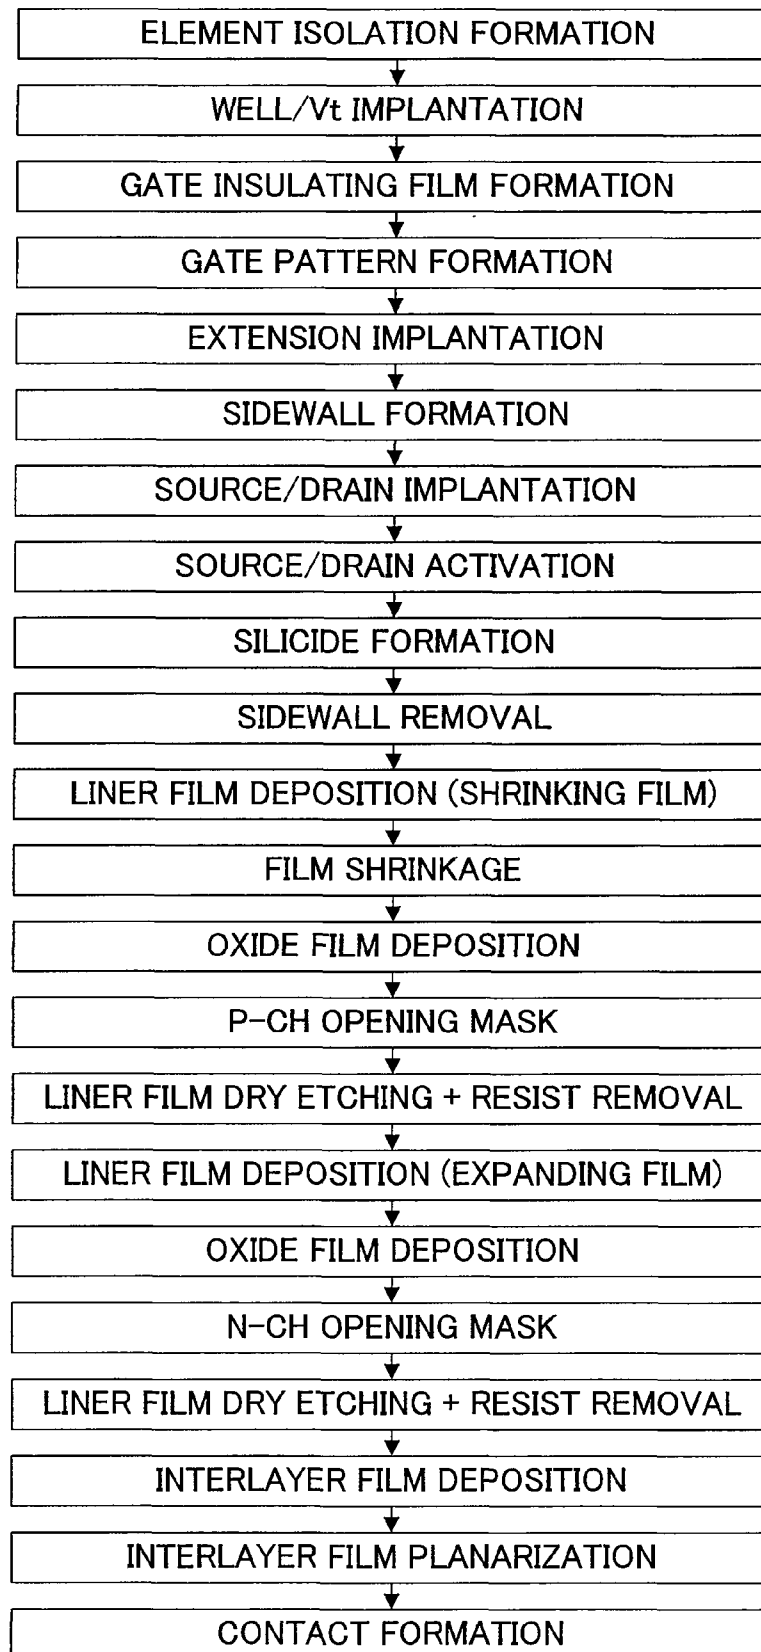 ELEMENT ISOLATION FORMATION
WELL/Vt IMPLANTATION
GATE INSULATING FILM FORMATION
GATE PATTERN FORMATION
EXTENSION IMPLANTATION
SIDEWALL FORMATION
SOURCE/DRAIN IMPLANTATION
SOURCE/DRAIN ACTIVATION
SILICIDE FORMATION
SIDEWALL REMOVAL
LINER FILM DEPOSITION (SHRINKING FILM)
FILM SHRINKAGE
OXIDE FILM DEPOSITION
P-CH OPENING MASK
LINER FILM DRY ETCHING + RESIST REMOVAL
LINER FILM DEPOSITION (EXPANDING FILM)
OXIDE FILM DEPOSITION
N-CH OPENING MASK
LINER FILM DRY ETCHING + RESIST REMOVAL
INTERLAYER FILM DEPOSITION
INTERLAYER FILM PLANARIZATION
CONTACT FORMATION